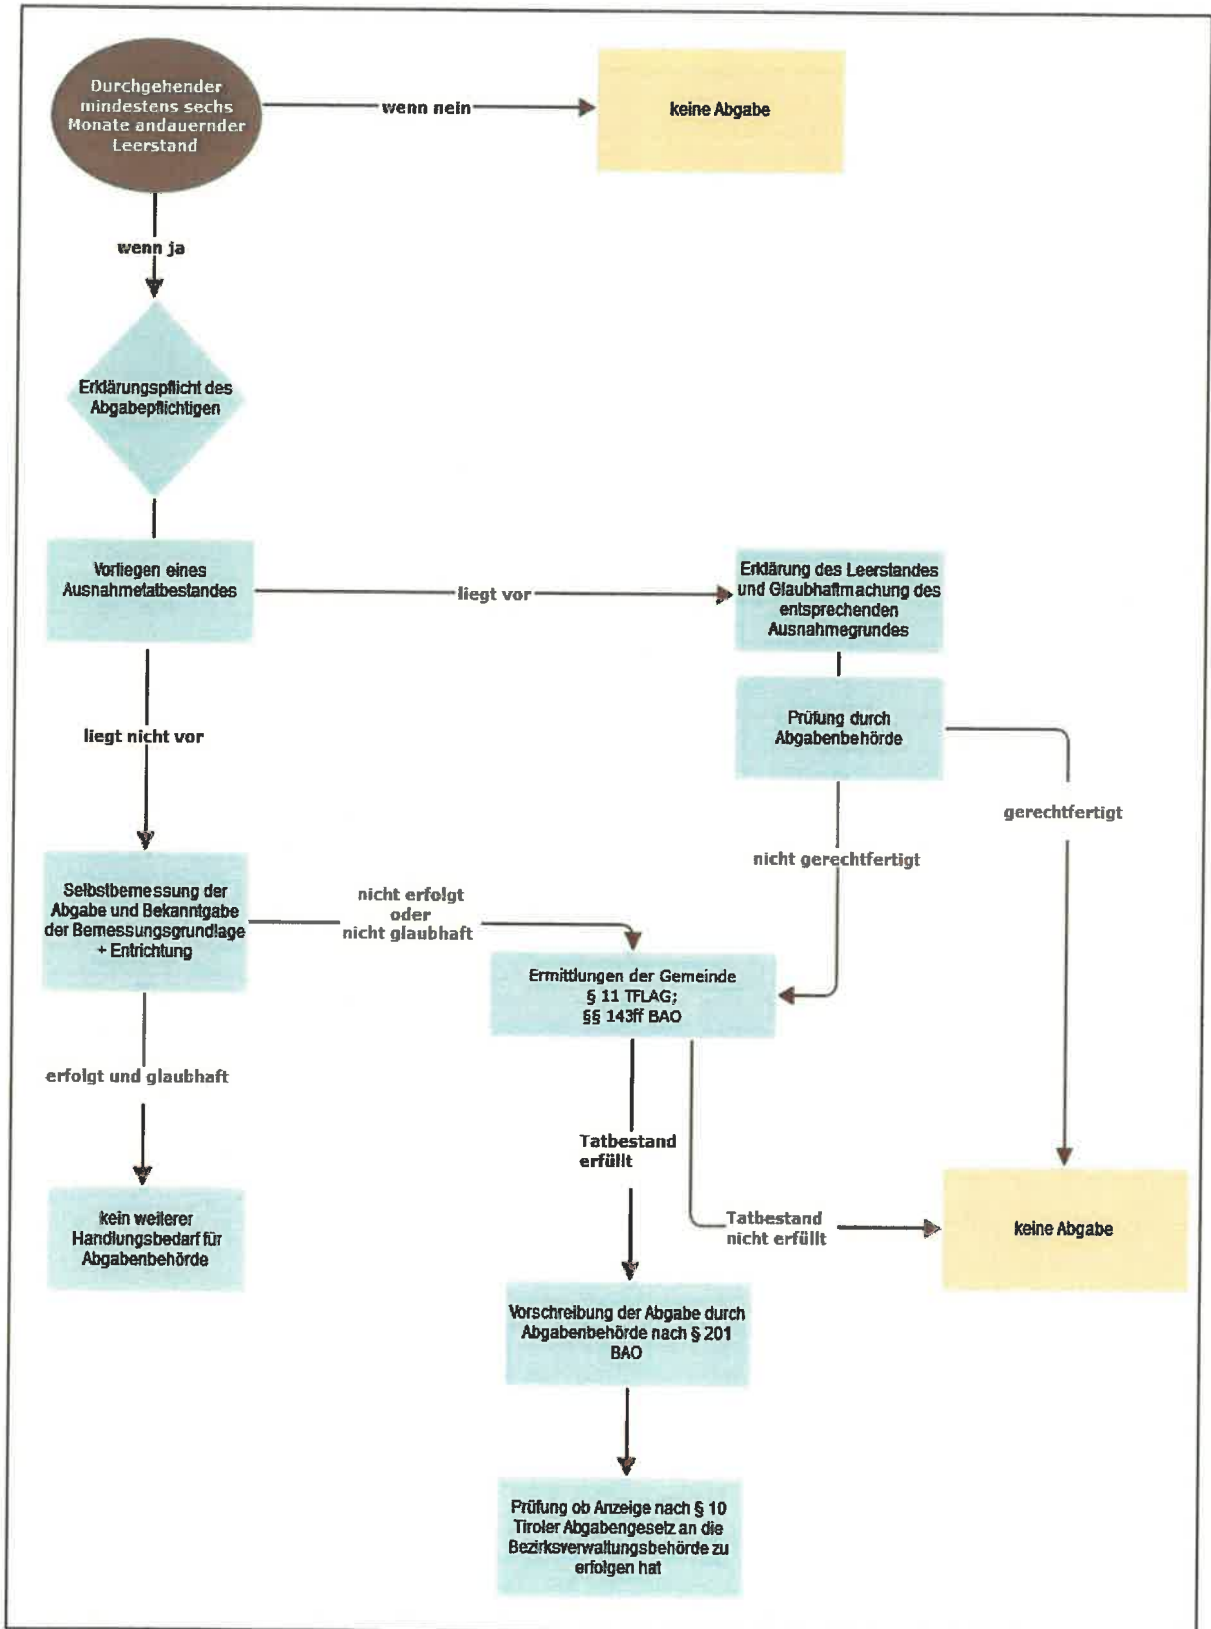 Durchgehender
mindestens sechs
Monate andauernder
Leerstand
wenn nein
keine Abgabe
wenn ja
Erklärungspflicht des
Abgabepflichtigen
Vorliegen eines
Ausnahmetatbestandes
liegt vor
Erklärung des Leerstandes
und Glaubhaftmachung des
entsprechenden
Ausnahmegrundes
Prüfung durch
Abgabenbehörde
liegt nicht vor
gerechtfertigt
nicht gerechtfertigt
Selbstbemessung der
Abgabe und Bekanntgabe
der Bemessungsgrundlage
+ Entrichtung
nicht erfolgt
oder
nicht glaubhaft
Ermittlungen der Gemeinde
§ 11 TFLAG;
§§ 143ff BAO
erfolgt und glaubhaft
Tatbestand
erfüllt
kein weiterer
Handlungsbedarf für
Abgabenbehörde
Tatbestand
nicht erfüllt
keine Abgabe
Vorschreibung der Abgabe durch
Abgabenbehörde nach § 201
BAO
Prüfung ob Anzeige nach § 10
Tiroler Abgabengesetz an die
Bezirksverwaltungsbehörde zu
erfolgen hat